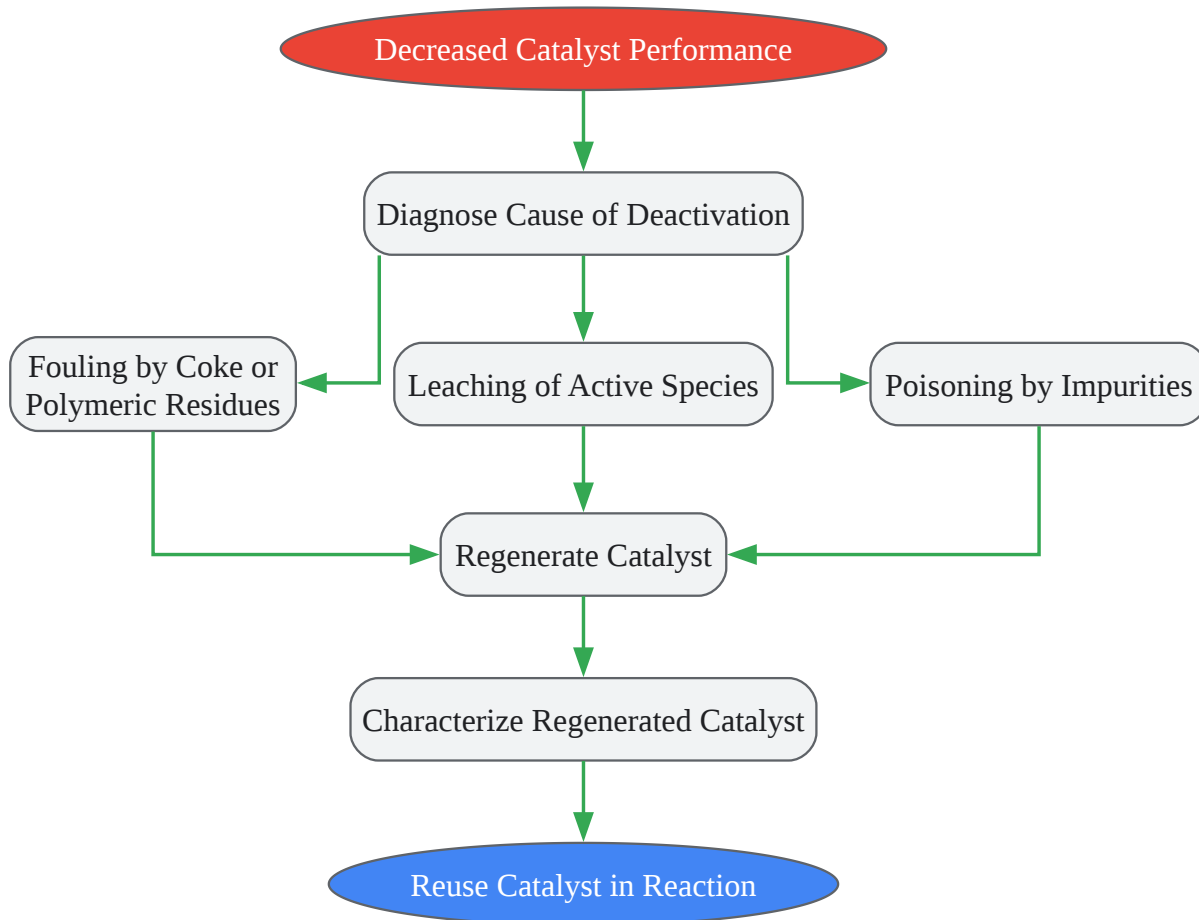 Decreased Catalyst Performance
Diagnose Cause of Deactivation
Fouling by Coke or
Polymeric Residues
Leaching of Active Species
Poisoning by Impurities
Regenerate Catalyst
Characterize Regenerated Catalyst
Reuse Catalyst in Reaction